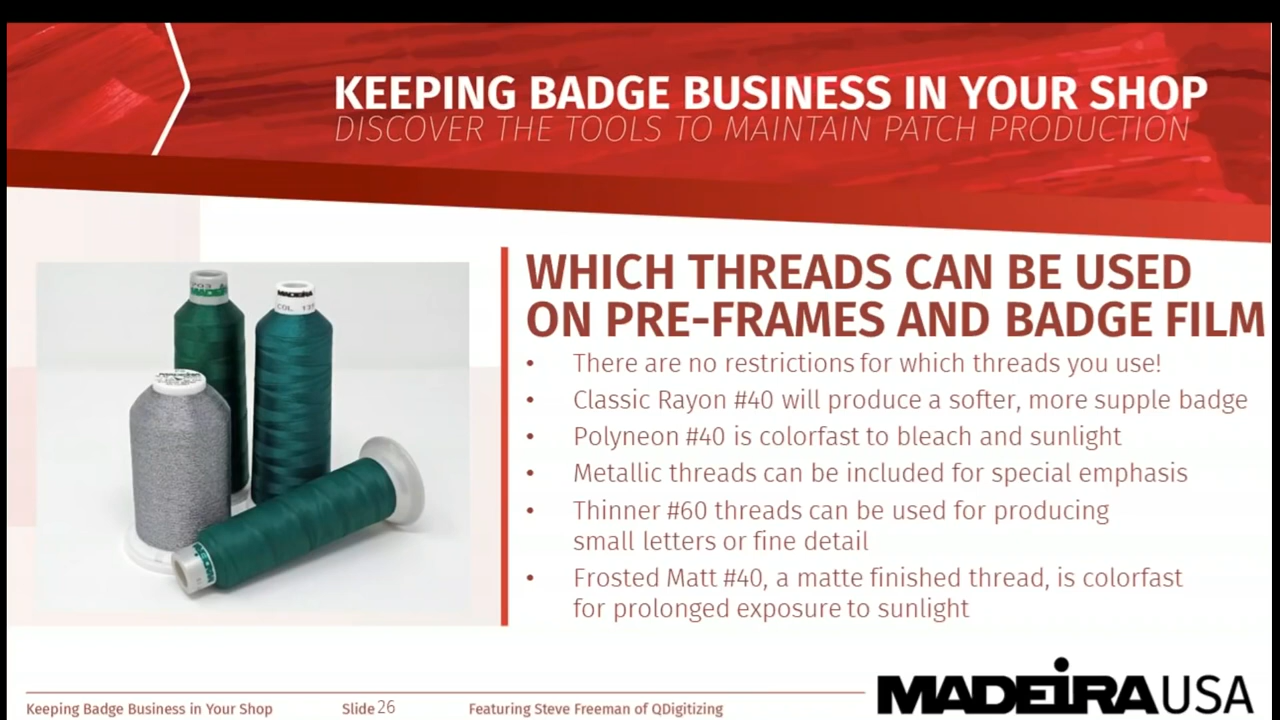 KEEPING BADGE BUSINESS IN YOUR SHOP
DISCOVER THE TOOLS TO MAINTAIN PATCH PRODUCTION
WHICH THREADS CAN BE USED
ON PRE-FRAMES AND BADGE FILM
• There are no restrictions for which threads you use!
• Classic Rayon #40 will produce a softer, more supple badge
• Polyneon #40 is colorfast to bleach and sunlight
• Metallic threads can be included for special emphasis
• Thinner #60 threads can be used for producing
small letters or fine detail
• Frosted Matt #40, a matte finished thread, is colorfast
for prolonged exposure to sunlight
MADEIRA
COL
Keeping Badge Business in Your Shop Slide 26 Featuring Steve Freeman of QDigitizing
MADEIRA USA